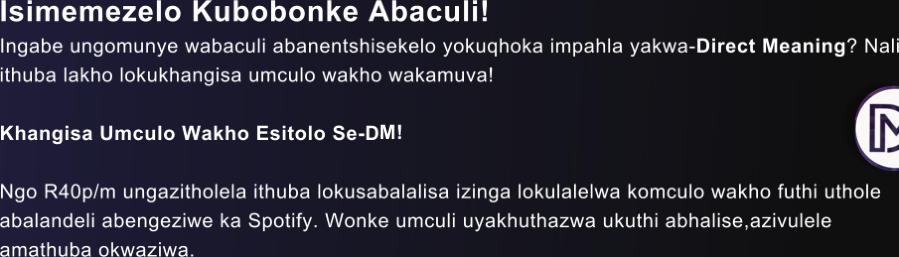 Isimemezelo Kubobonke Abaculi!
Ingabe ungomunye wabaculi abanentshisekelo yokuqhoka impahla yakwa-Direct Meaning? Nali
ithuba lakho lokukhangisa umculo wakho wakamuva!
Khangisa Umculo Wakho Esitolo Se-DM!
Ngo R40p/m ungazitholela ithuba lokusabalalisa izinga lokulalelwa komculo wakho futhi uthole
abalandeli abengeziwe ka Spotify. Wonke umculi uyakhuthazwa ukuthi abhalise,azivulele
amathuba okwaziwa.